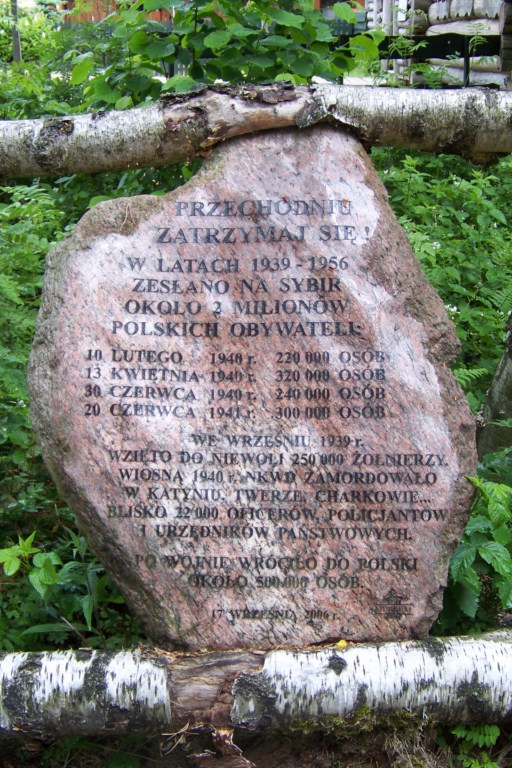 PRZECHODNIU
ZATRZYMAJ SIĘ!
W LATACH 1939 - 1956
ZESŁANO NA SYBIR
OKOŁO 2 MILIONÓW
POLSKICH OBYWATELI:
10 LUTEGO 1940 r. 220 000 OSÓB
13 KWIETNIA 1940 r. 320 000 OSÓB
30 CZERWCA 1940 r. 240 000 OSÓB
20 CZERWCA 1941 r. 300 000 OSÓB
WE WRZEŚNIU 1939 r.
WZIĘTO DO NIEWOLI 250 000 ŻOŁNIERZY.
WIOSNĄ 1940 r. NKWD ZAMORDOWAŁO
W KATYNIU, TWERZE, CHARKOWIE...
BLISKO 22 000 OFICERÓW, POLICJANTÓW
I URZĘDNIKÓW PAŃSTWOWYCH.
PO WOJNIE WRÓCIŁO DO POLSKI
OKOŁO 500 000 OSÓB.
17 WRZEŚNIA 2006 r.